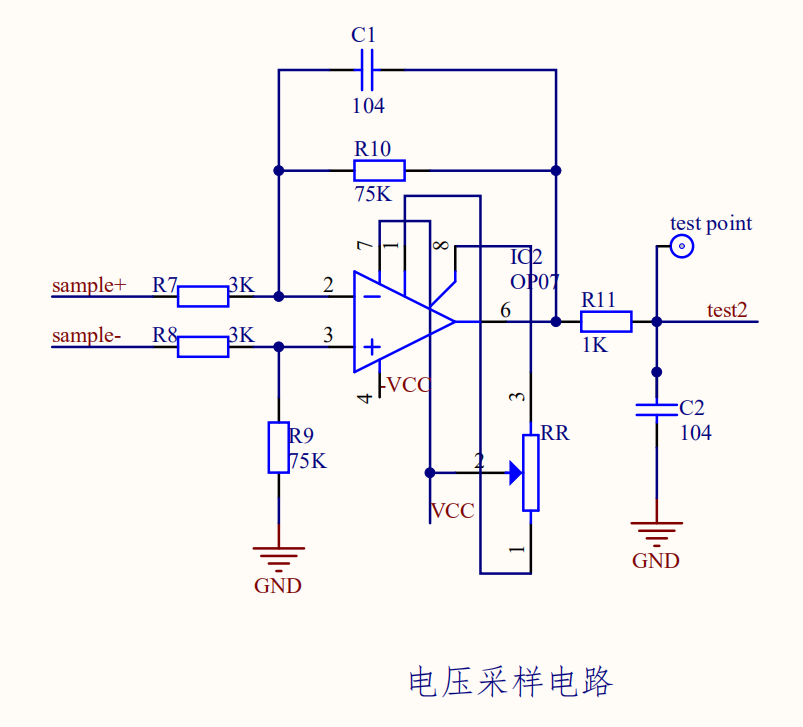 C1
104
R10
75K
test point
7
1
8
IC2
OP07
sample+
R7
3K
2
6
R11
test2
sample-
R8
3K
3
1K
-VCC
4
3
C2
104
R9
75K
RR
2
VCC
1
GND
GND
电压采样电路